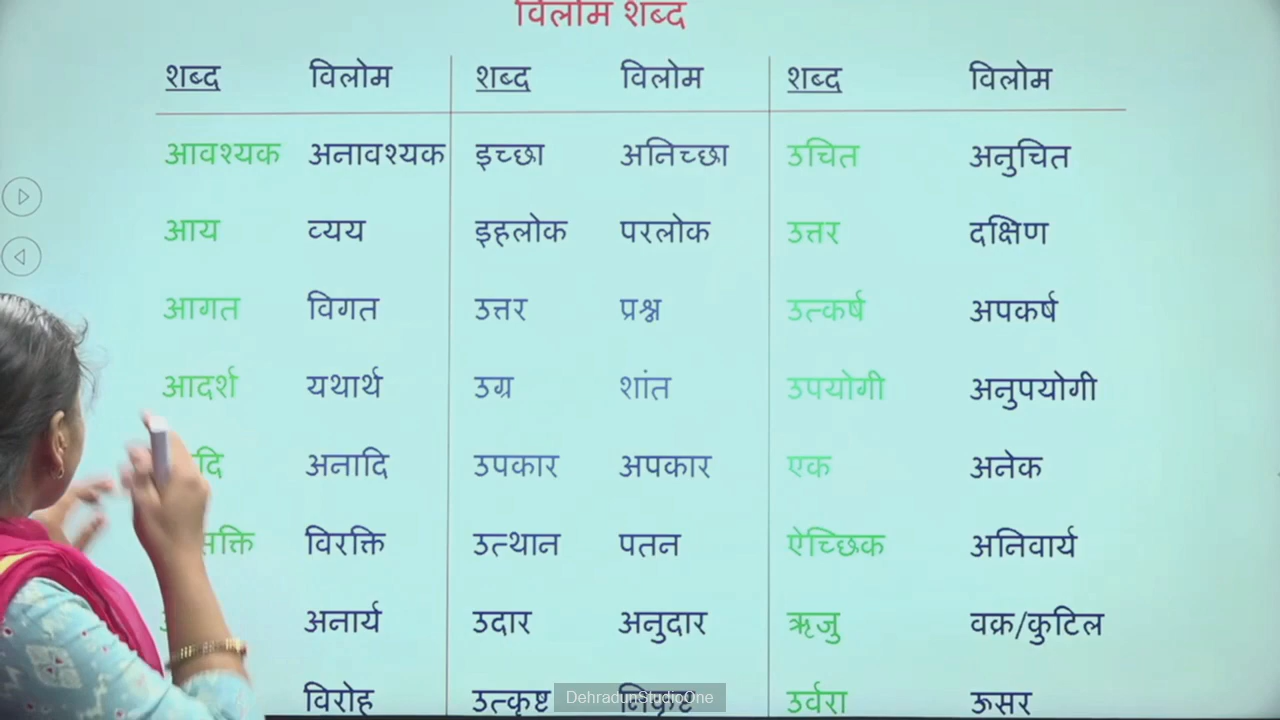 विलोम शब्द
शब्द विलोम शब्द विलोम शब्द विलोम
आवश्यक अनावश्यक इच्छा अनिच्छा उचित अनुचित
आय व्यय इहलोक परलोक उत्तर दक्षिण
आगत विगत उत्तर प्रश्न उत्कर्ष अपकर्ष
आदर्श यथार्थ उग्र शांत उपयोगी अनुपयोगी
दि अनादि उपकार अपकार एक अनेक
सक्ति विरक्ति उत्थान पतन ऐच्छिक अनिवार्य
अनार्य उदार अनुदार ऋजु वक्र/कुटिल
विरोह उत्कृष्ट निकृष्ट उर्वरा ऊसर
DehradunStudioOne